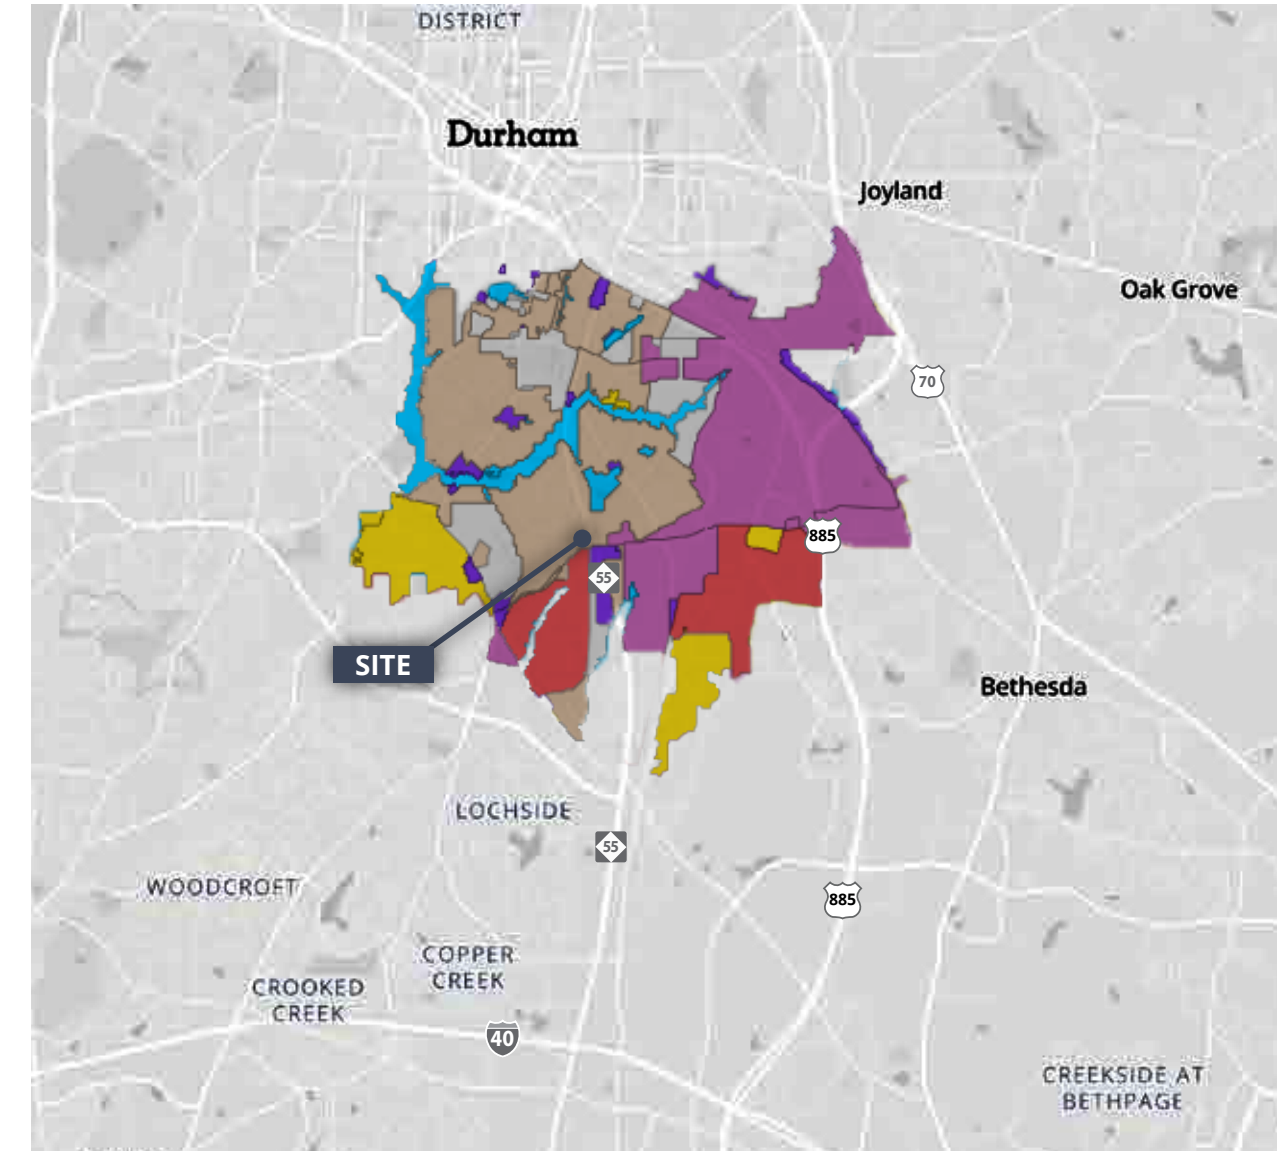 DISTRICT
Durham
Joyland
Oak Grove
70
885
55
SITE
Bethesda
LOCHSIDE
55
WOODCROFT
885
COPPER
CREEK
CROOKED
CREEK
40
CREEKSIDE AT
BETHPAGE